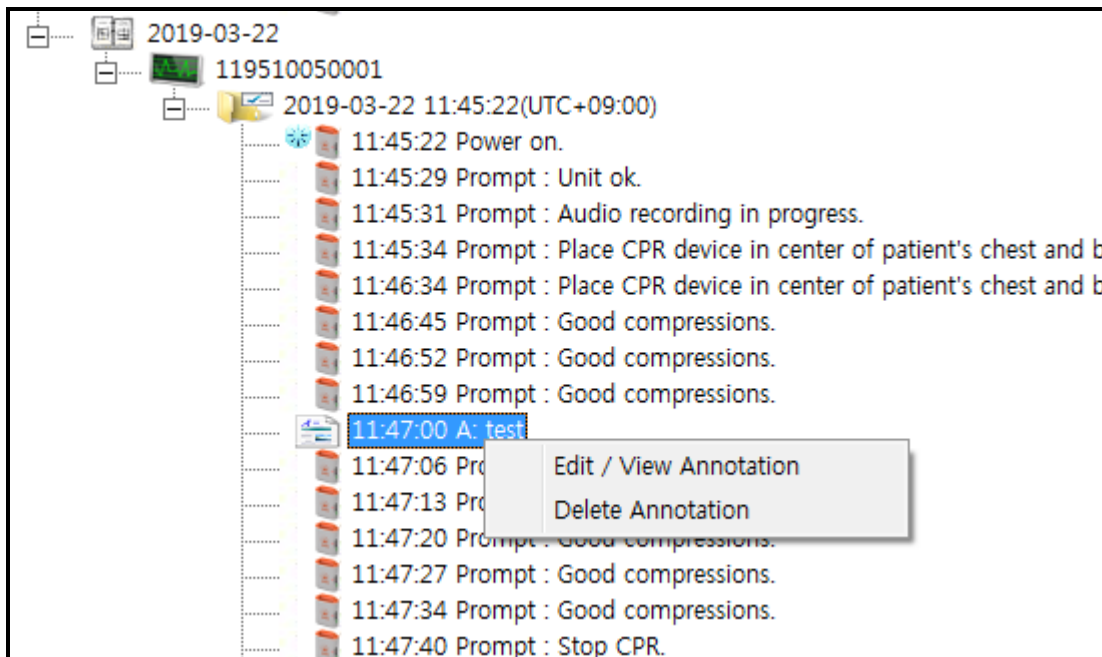 2019-03-22
119510050001
2019-03-22 11:45:22(UTC+09:00)
11:45:22 Power on.
11:45:29 Prompt : Unit ok.
11:45:31 Prompt : Audio recording in progress.
11:45:34 Prompt : Place CPR device in center of patient's chest and b
11:46:34 Prompt : Place CPR device in center of patient's chest and b
11:46:45 Prompt : Good compressions.
11:46:52 Prompt : Good compressions.
11:46:59 Prompt : Good compressions.
11:47:00 A: test
11:47:06 Pro
Edit / View Annotation
11:47:13 Pro
Delete Annotation
11:47:20 Prompt : Good compressions.
11:47:27 Prompt : Good compressions.
11:47:34 Prompt : Good compressions.
11:47:40 Prompt : Stop CPR.